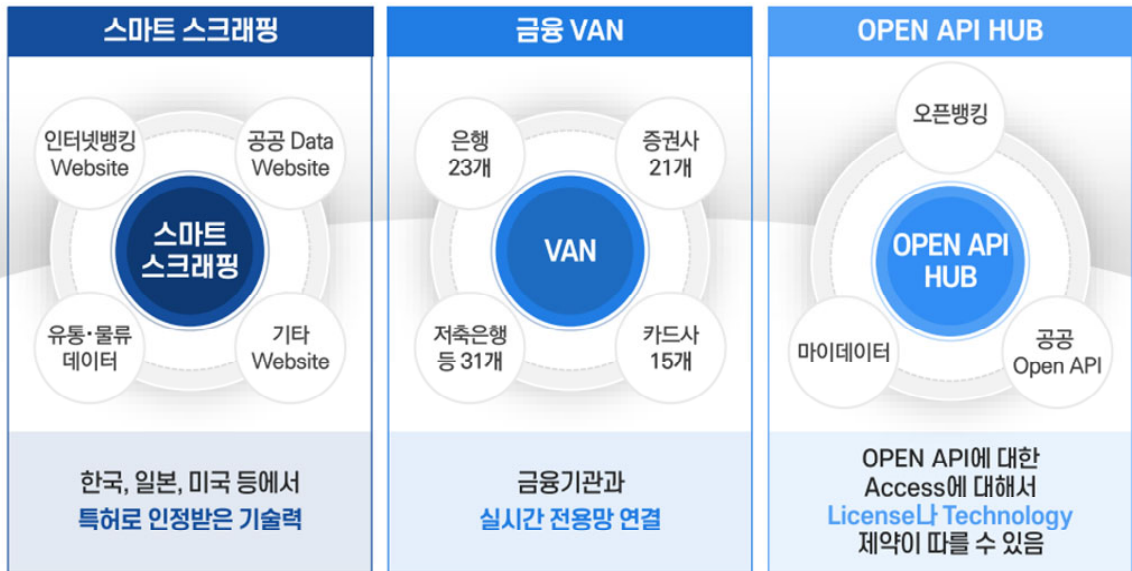 스마트 스크래핑
인터넷뱅킹
Website
공공 Data
Website
스마트
스크래핑
유통·물류
데이터
기타
Website
한국, 일본, 미국 등에서
특허로 인정받은 기술력
금융 VAN
은행
23개
증권사
21개
VAN
저축은행
등 31개
카드사
15개
금융기관과
실시간 전용망 연결
OPEN API HUB
오픈뱅킹
OPEN API
HUB
마이데이터
공공
Open API
OPEN API에 대한
Access에 대해서
License나 Technology
제약이 따를 수 있음